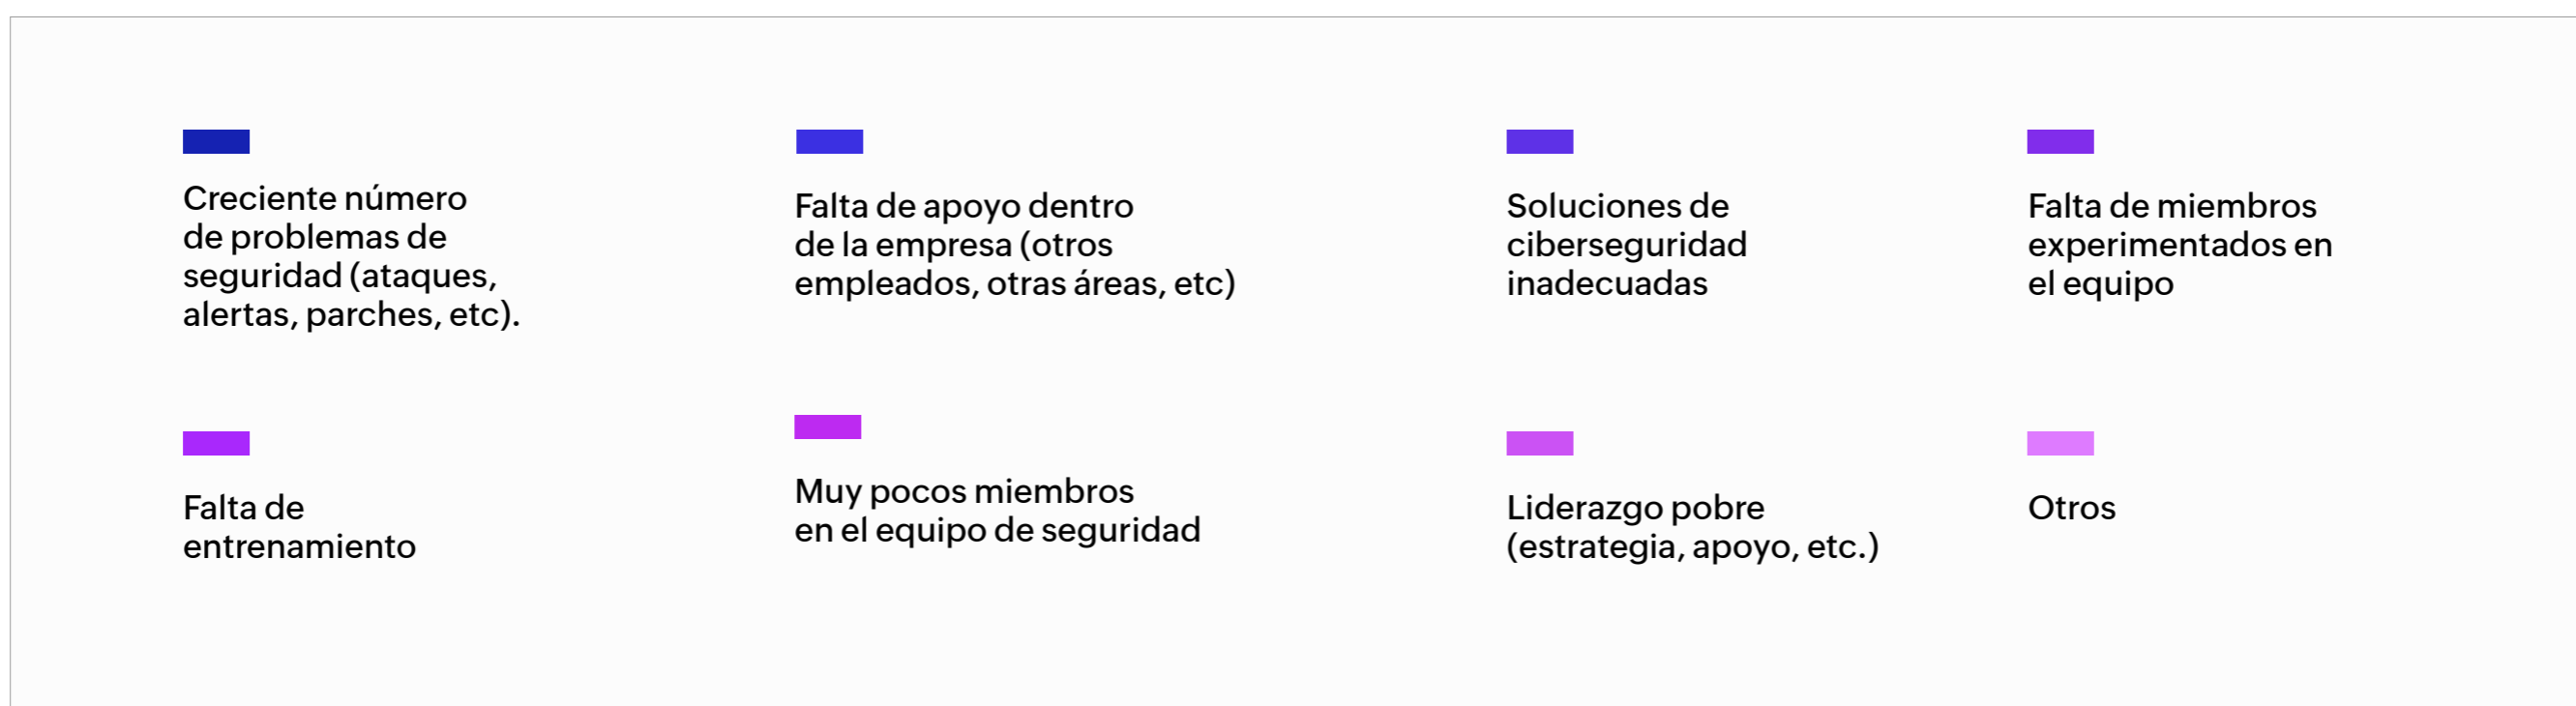 Creciente número
de problemas de
seguridad (ataques,
alertas, parches, etc).
Falta de apoyo dentro
de la empresa (otros
empleados, otras áreas, etc)
Soluciones de
ciberseguridad
inadecuadas
Falta de miembros
experimentados en
el equipo
Falta de
entrenamiento
Muy pocos miembros
en el equipo de seguridad
Liderazgo pobre
(estrategia, apoyo, etc.)
Otros